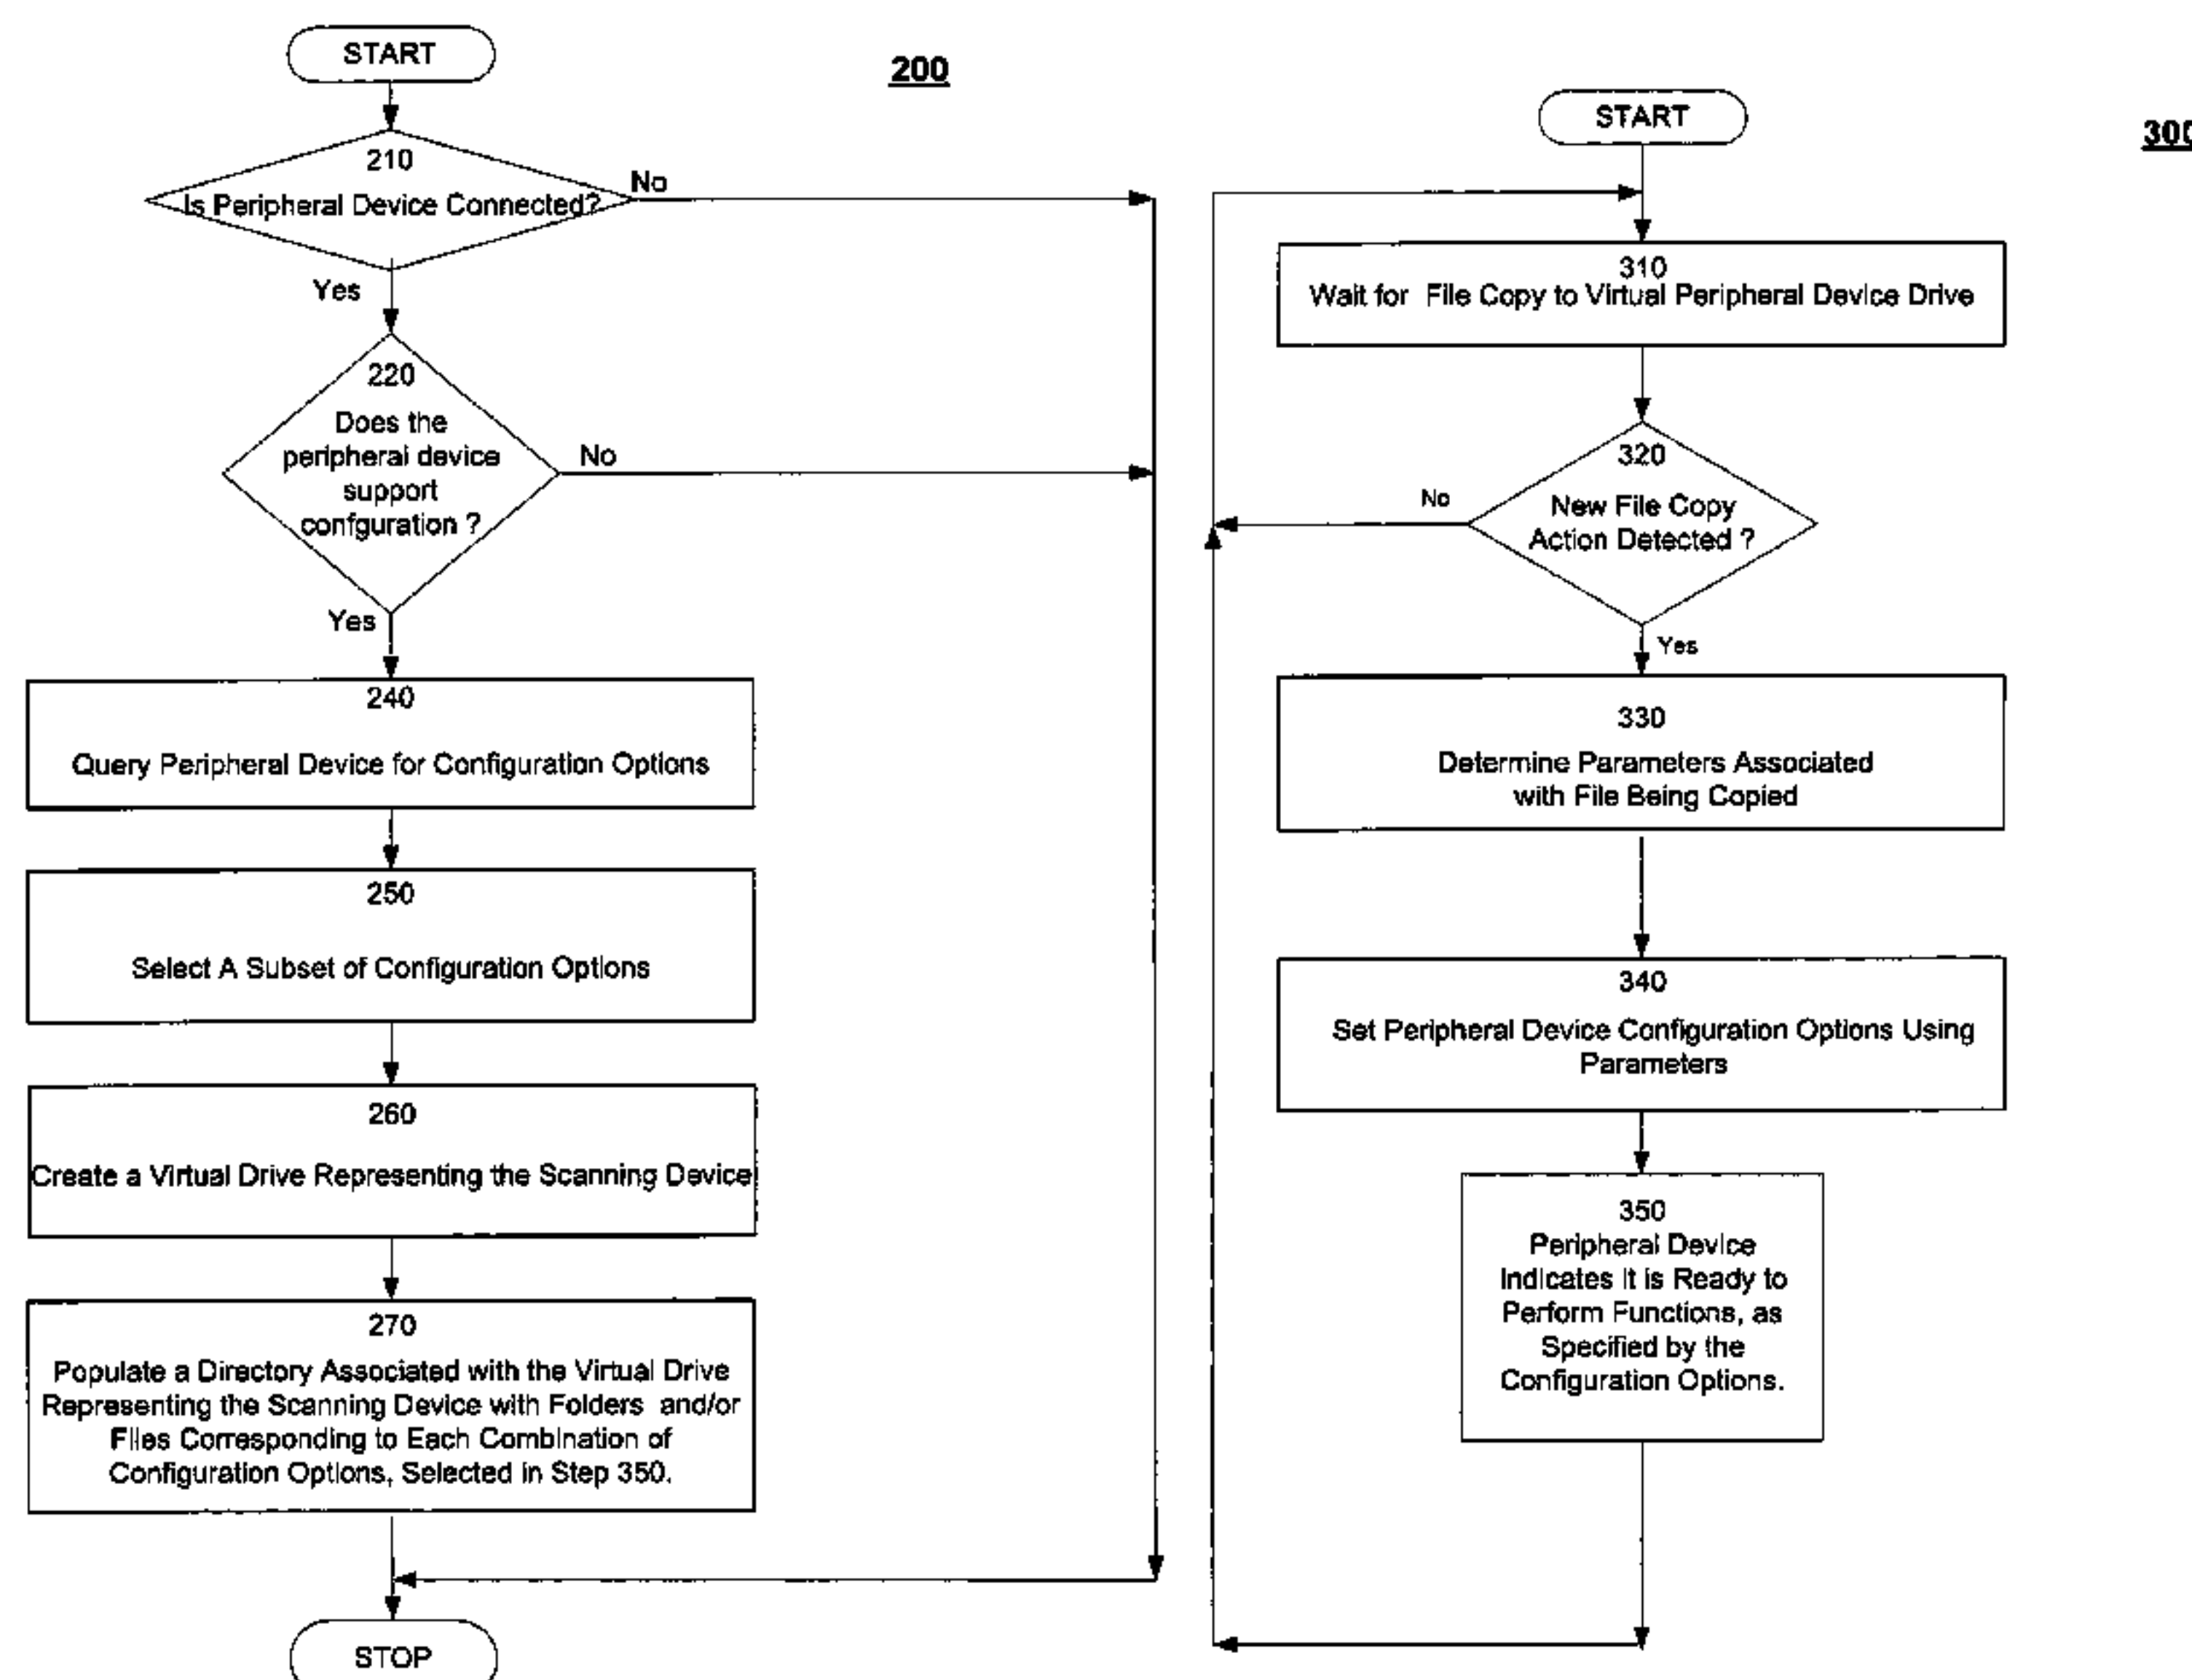 START
200
210
Is Peripheral Device Connected?
No
Yes
220
Does the
peripheral device
support
confguration ?
No
Yes
240
Query Peripheral Device for Configuration Options
250
Select A Subset of Configuration Options
260
Create a Virtual Drive Representing the Scanning Device
270
Populate a Directory Associated with the Virtual Drive
Representing the Scanning Device with Folders and/or
Files Corresponding to Each Combination of
Configuration Options, Selected in Step 350.
STOP
START
300
310
Wait for File Copy to Virtual Peripheral Device Drive
320
New File Copy
Action Detected ?
No
Yes
330
Determine Parameters Associated
with File Being Copied
340
Set Peripheral Device Configuration Options Using
Parameters
350
Peripheral Device
Indicates it is Ready to
Perform Functions, as
Specified by the
Configuration Options.